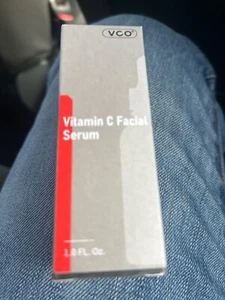 VCO
Vitamin C Facial
Serum
1.0 FL. Oz.